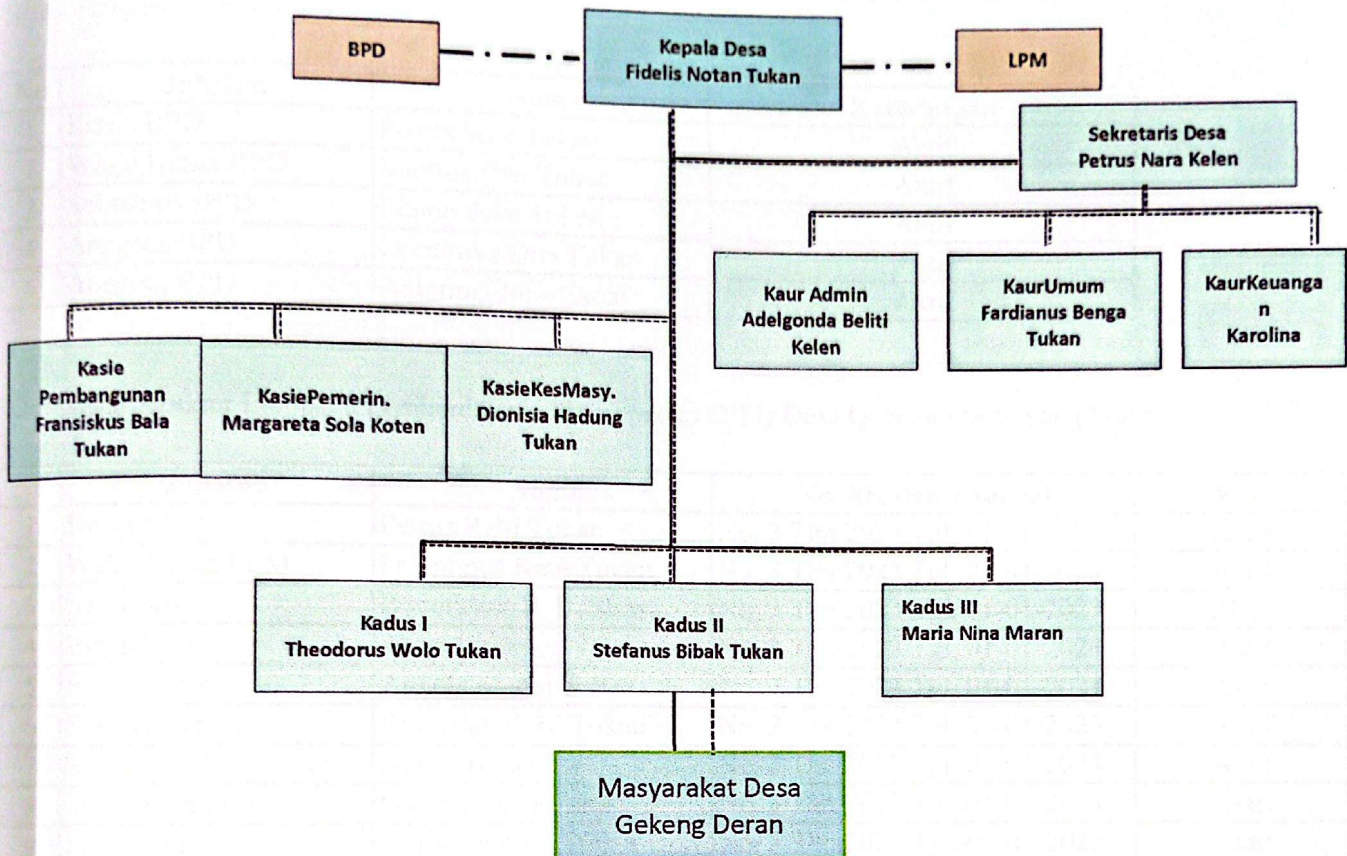 BPD
Kepala Desa
Fidelis Notan Tukan
LPM
Sekretaris Desa
Petrus Nara Kelen
Kaur Admin
Adelgonda Beliti
Kelen
KaurUmum
Fardianus Benga
Tukan
KaurKeuanga
n
Karolina
Kasie
Pembangunan
Fransiskus Bala
Tukan
KasiePemerin.
Margareta Sola Koten
KasieKesMasy.
Dionisia Hadung
Tukan
Kadus I
Theodorus Wolo Tukan
Kadus II
Stefanus Bibak Tukan
Kadus III
Maria Nina Maran
Masyarakat Desa
Gekeng Deran